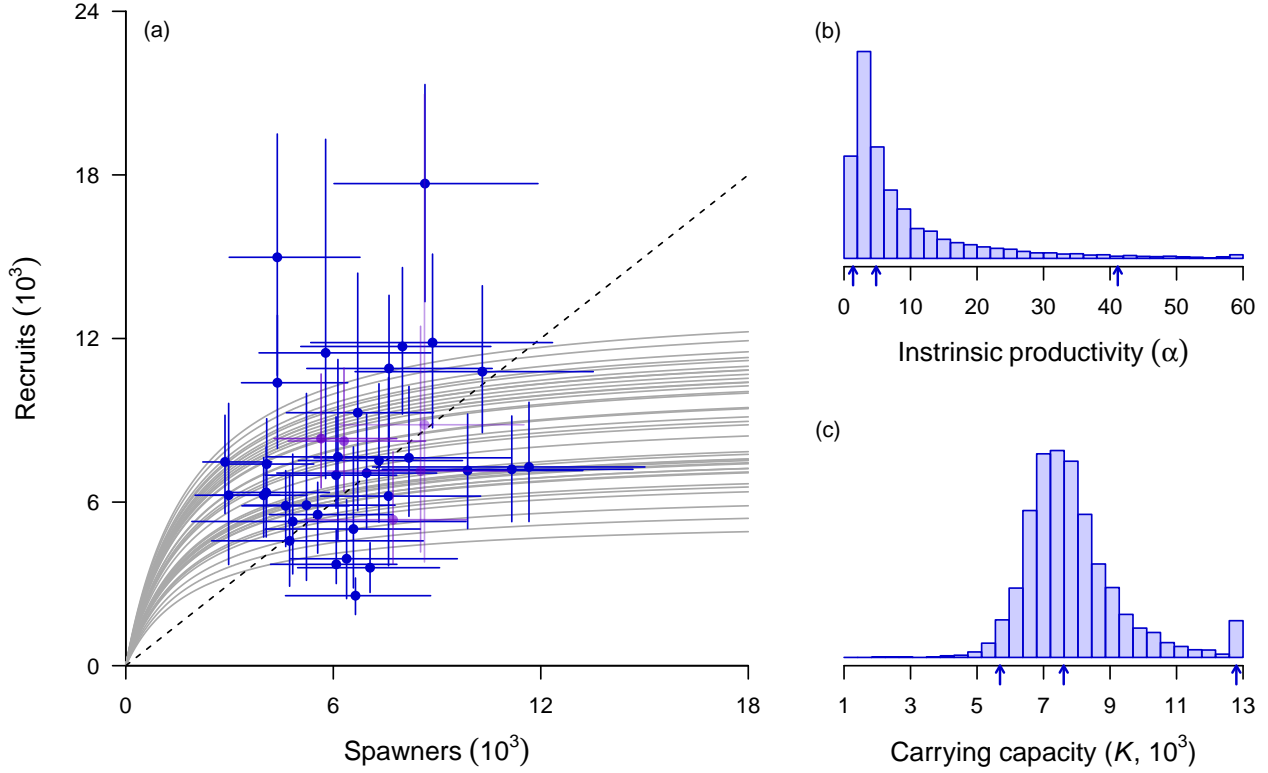 (a)
24
18
12
6
0
Recruits (10³)
0 6 12 18
Spawners (10³)
(b)
0 10 20 30 40 50 60
Instrinsic productivity (α)
(c)
1 3 5 7 9 11 13
Carrying capacity (K, 10³)